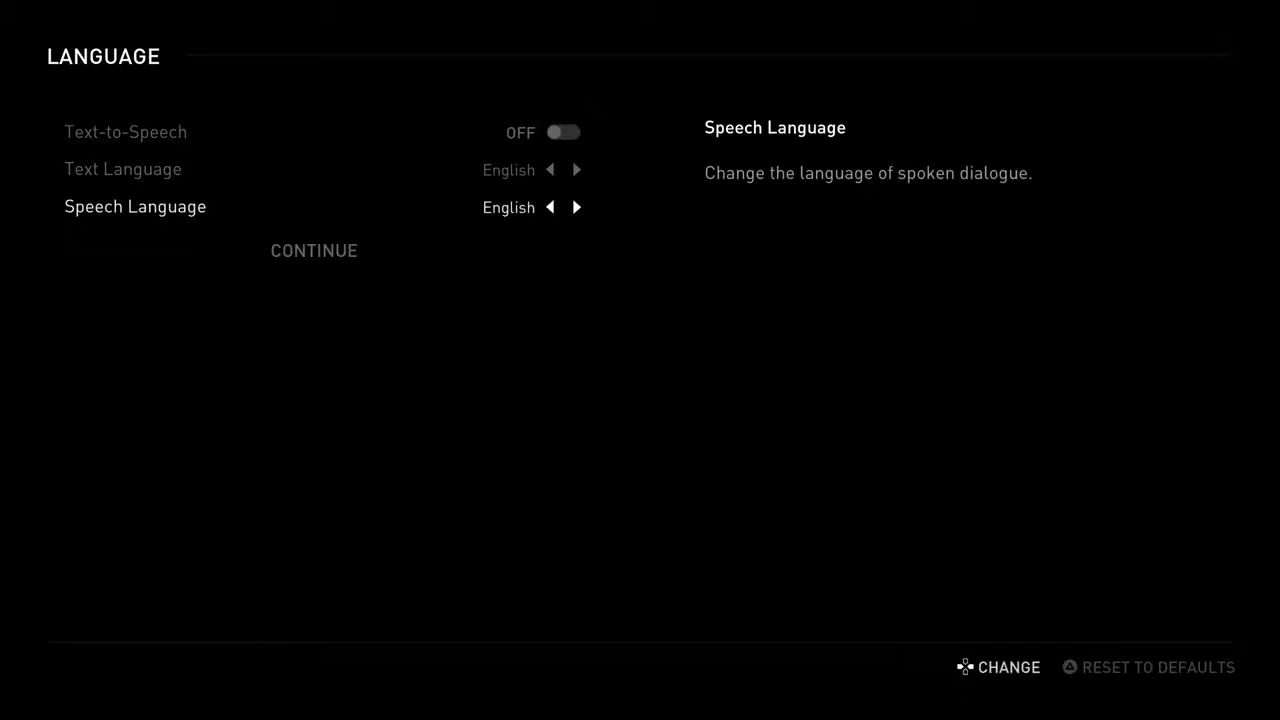 LANGUAGE
Text-to-Speech OFF
Text Language English
Speech Language English
CONTINUE
Speech Language
Change the language of spoken dialogue.
CHANGE RESET TO DEFAULTS